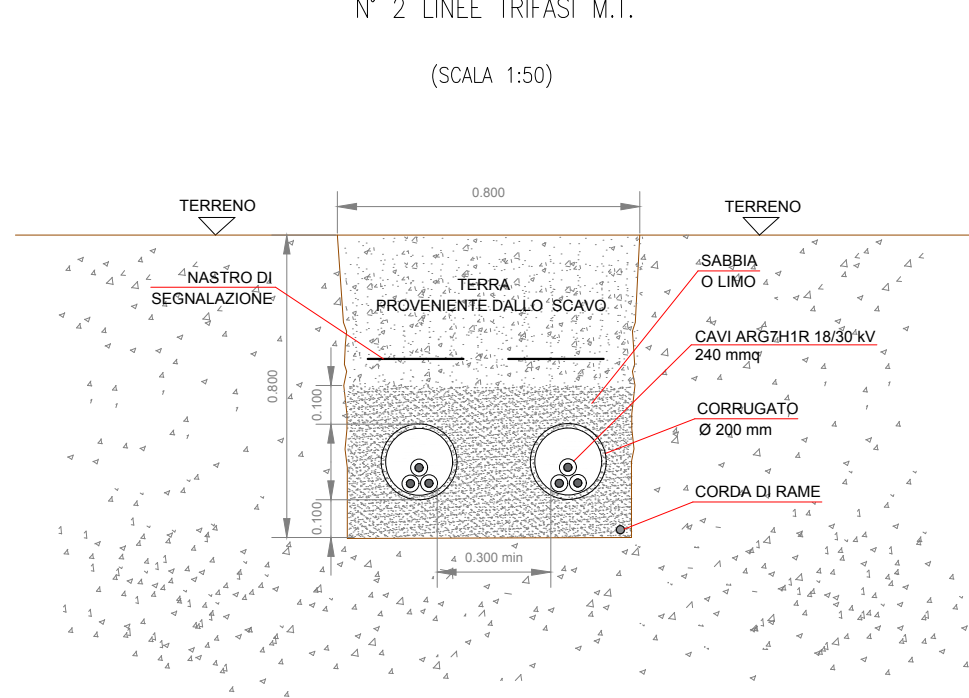 N° 2 LINEE TRIFASI M.T.
(SCALA 1:50)
0.800
TERRENO
TERRENO
NASTRO DI
SEGNALAZIONE
TERRA
PROVENIENTE DALLO SCAVO
SABBIA
O LIMO
CAVI ARG7H1R 18/30 kV
240 mmq
0.800
0.100
CORRUGATO
Ø 200 mm
CORDA DI RAME
0.100
0.300 min